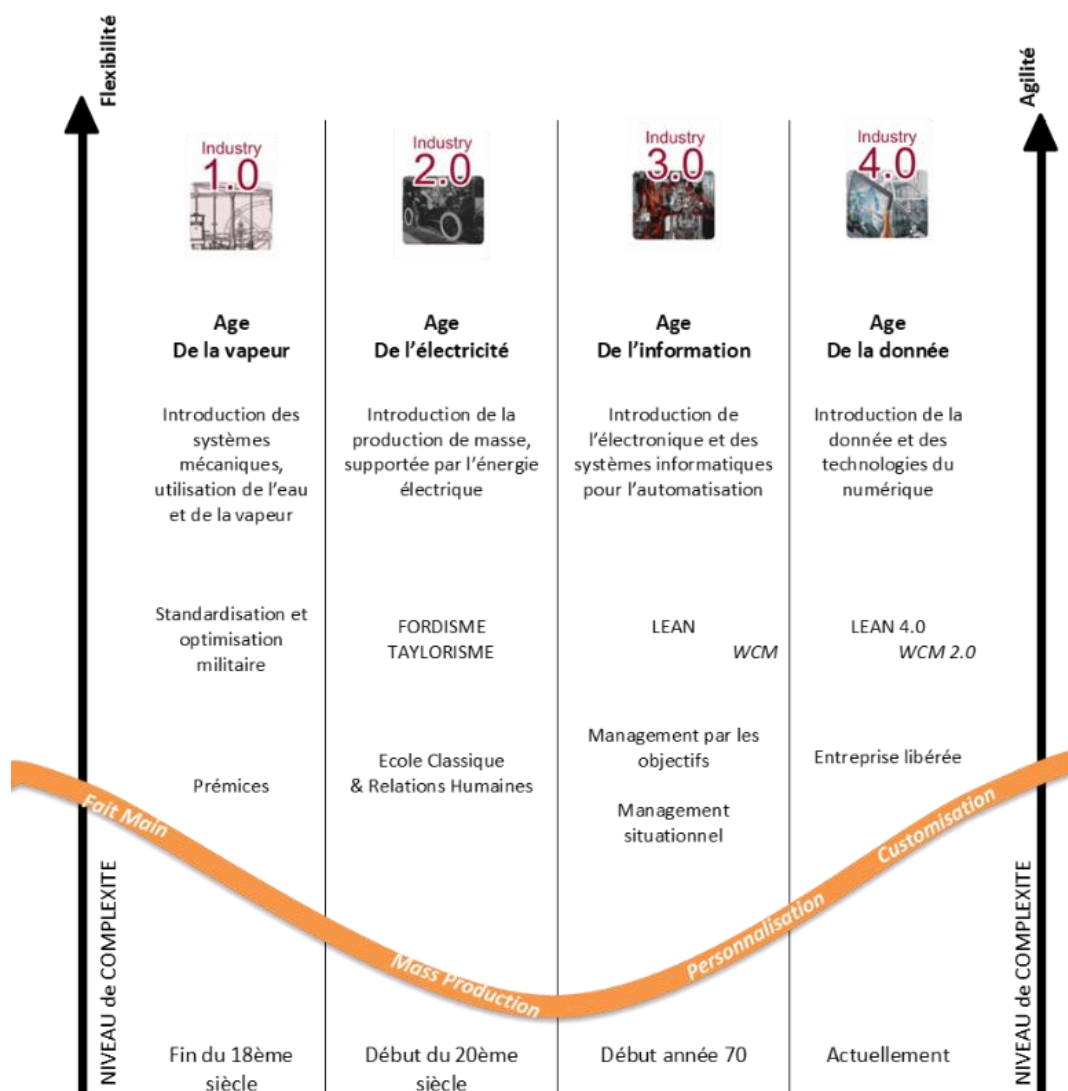 Flexibilité
Agilité
Industry
1.0
Industry
2.0
Industry
3.0
Industry
4.0
Age
De la vapeur
Age
De l'électricité
Age
De l'information
Age
De la donnée
Introduction des
systèmes
mécaniques,
utilisation de l'eau
et de la vapeur
Introduction de la
production de masse,
supportée par l'énergie
électrique
Introduction de
l'électronique et des
systèmes informatiques
pour l'automatisation
Introduction de la
donnée et des
technologies du
numérique
Standardisation et
optimisation
militaire
FORDISME
TAYLORISME
LEAN
WCM
LEAN 4.0
WCM 2.0
Prémices
Ecole Classique
& Relations Humaines
Management par les
objectifs
Management
situationnel
Entreprise libérée
Fait Main
Mass Production
Personnalisation
Customisation
NIVEAU de COMPLEXITE
NIVEAU de COMPLEXITE
Fin du 18ème
siècle
Début du 20ème
siècle
Début année 70
Actuellement